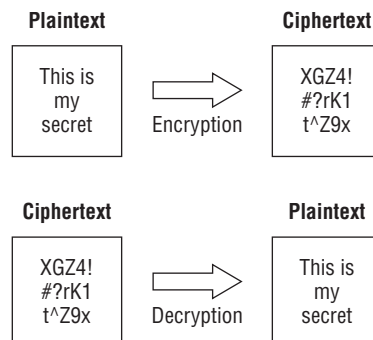 Plaintext
Ciphertext
This is
my
secret
Encryption
XGZ4!
#?rK1
t^Z9x
Ciphertext
Plaintext
XGZ4!
#?rK1
t^Z9x
Decryption
This is
my
secret